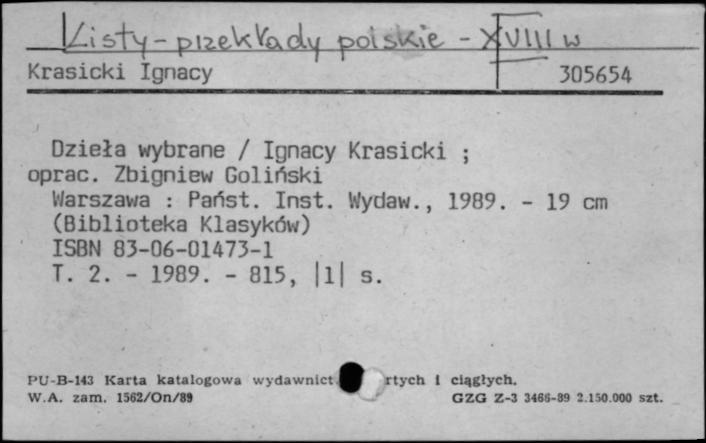 Listy - przekłady polskie - XVIII w
Krasicki Ignacy 305654
Dzieła wybrane / Ignacy Krasicki ;
oprac. Zbigniew Goliński
Warszawa : Państ. Inst. Wydaw., 1989. - 19 cm
(Biblioteka Klasyków)
ISBN 83-06-01473-1
T. 2. - 1989. - 815, |1| s.
PU-B-143 Karta katalogowa wydawnict rtych i ciągłych.
W.A. zam. 1562/On/89 GZG Z-3 3466-89 2.150.000 szt.